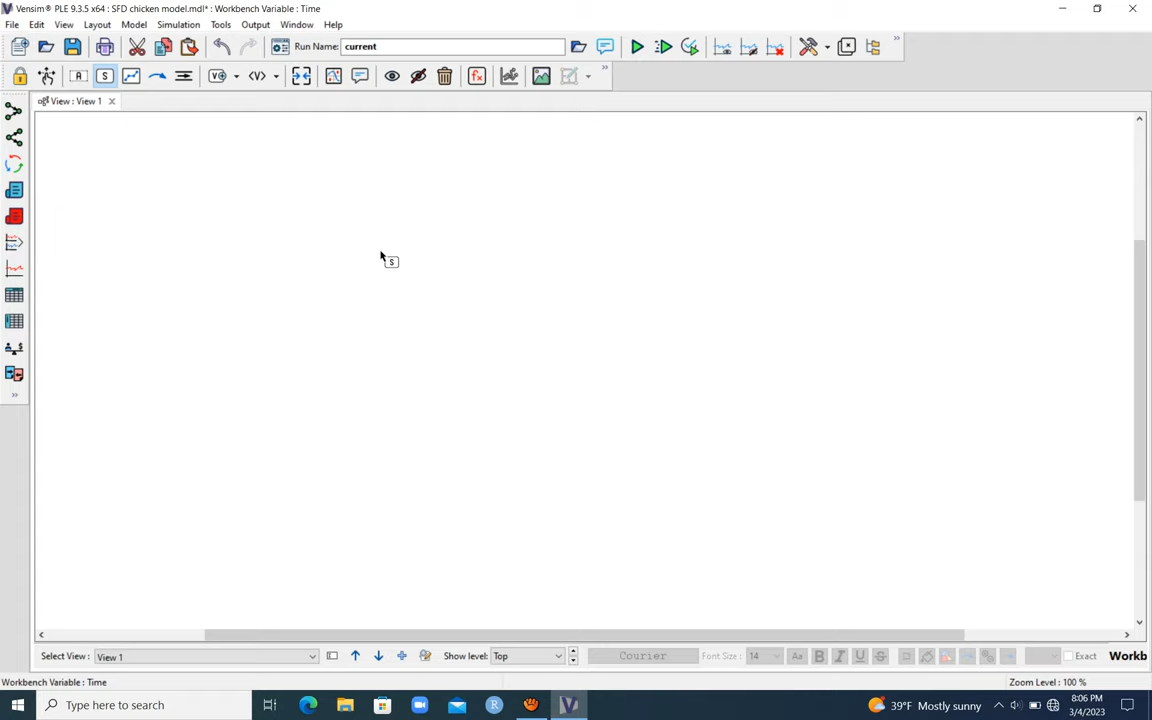 Vensim® PLE 9.3.5 x64 : SFD chicken model.mdl* : Workbench Variable : Time
File Edit View Layout Model Simulation Tools Output Windows Help
Run Name: current
A S V <V> fx
View : View 1
S
Select View : View 1 Show level: Top Courier Font Size : 14 Aa B I U S Exact Workb
Workbench Variable : Time Zoom Level : 100 %
Type here to search R V 39°F Mostly sunny 8:06 PM
3/4/2023